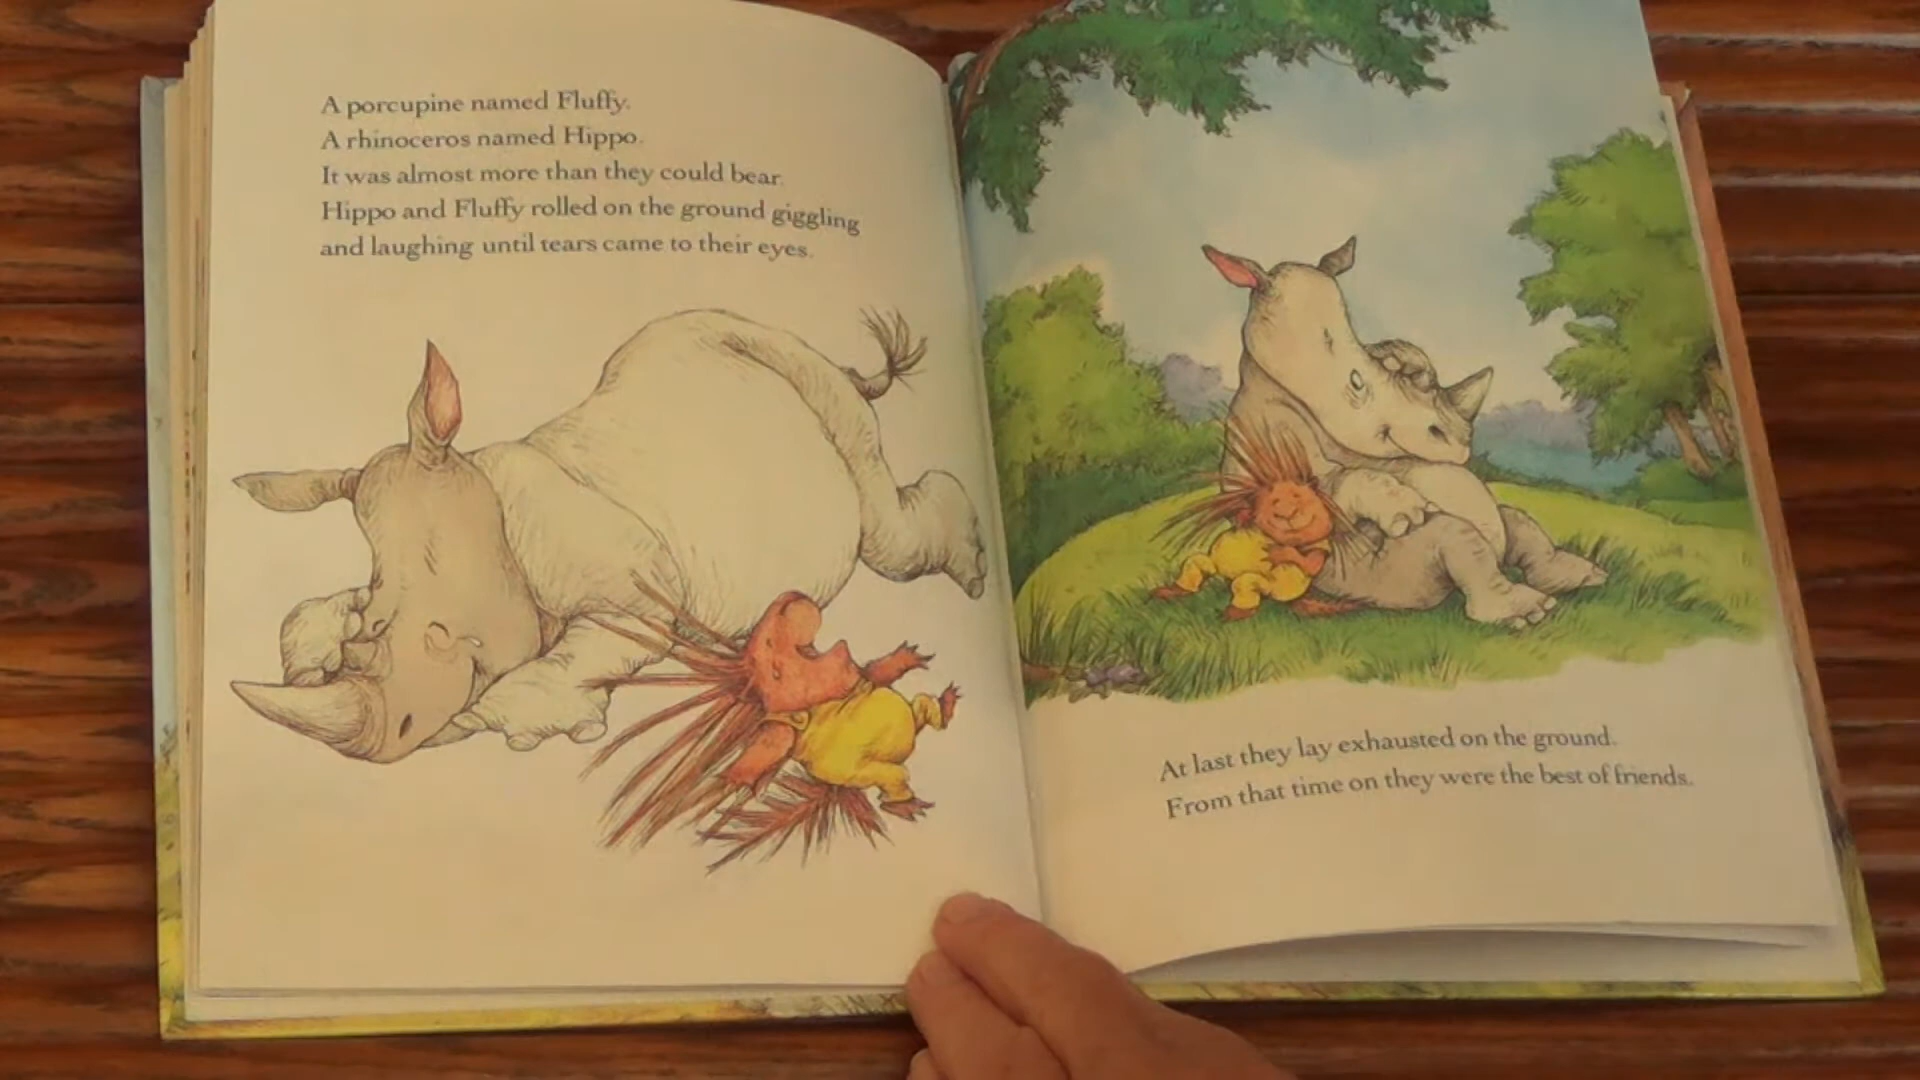 A porcupine named Fluffy.
A rhinoceros named Hippo.
It was almost more than they could bear.
Hippo and Fluffy rolled on the ground giggling
and laughing until tears came to their eyes.
At last they lay exhausted on the ground.
From that time on they were the best of friends.